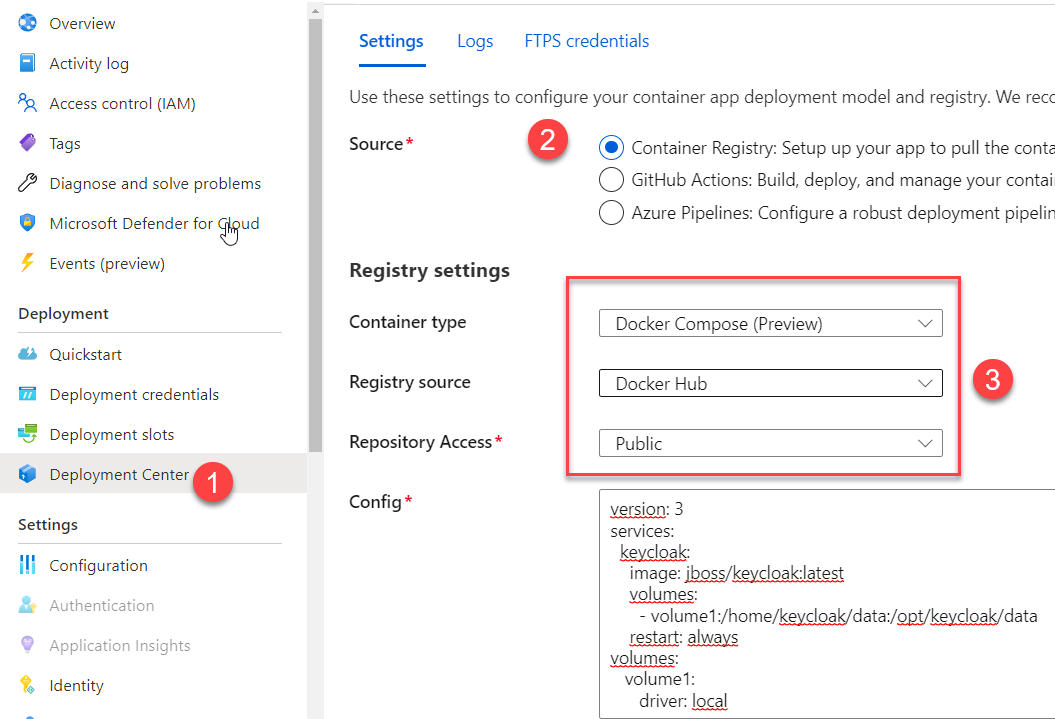 Overview
Activity log
Access control (IAM)
Tags
Diagnose and solve problems
Microsoft Defender for Cloud
Events (preview)
Deployment
Quickstart
Deployment credentials
Deployment slots
Deployment Center
1
Settings
Configuration
Authentication
Application Insights
Identity
Settings Logs FTPS credentials
Use these settings to configure your container app deployment model and registry. We reco
Source*
2
Container Registry: Setup up your app to pull the conta
GitHub Actions: Build, deploy, and manage your contai
Azure Pipelines: Configure a robust deployment pipelin
Registry settings
Container type Docker Compose (Preview)
Registry source Docker Hub
3
Repository Access* Public
Config*
version: 3
services:
keycloak:
image: jboss/keycloak:latest
volumes:
- volume1:/home/keycloak/data:/opt/keycloak/data
restart: always
volumes:
volume1:
driver: local